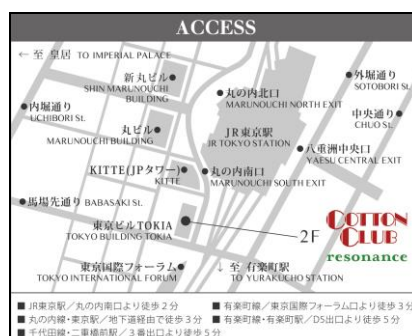 ACCESS
← 至 皇居 TO IMPERIAL PALACE
新丸ビル
SHIN MARUNOUCHI
BUILDING
外堀通り
SOTOBORI St.
丸の内北口
MARUNOUCHI NORTH EXIT
内堀通り
UCHIBORI St.
中央通り
CHUO St.
丸ビル
MARUNOUCHI BUILDING
JR東京駅
JR TOKYO STATION
八重洲中央口
YAESU CENTRAL EXIT
KITTE(JPタワー)
KITTE
丸の内南口
MARUNOUCHI SOUTH EXIT
馬場先通り BABASAKI St.
東京ビルTOKIA
TOKYO BUILDING TOKIA
2F
COTTON
CLUB
resonance
東京国際フォーラム
TOKYO INTERNATIONAL FORUM
↓ 至 有楽町駅
TO YURAKUCHO STATION
■ JR東京駅／丸の内南口より徒歩2分
■ 有楽町線／東京国際フォーラム口より徒歩3分
■ 丸の内線・東京駅／地下道経由で徒歩3分
■ 有楽町線・有楽町駅／D5出口より徒歩5分
■ 千代田線・二重橋前駅／3番出口より徒歩5分